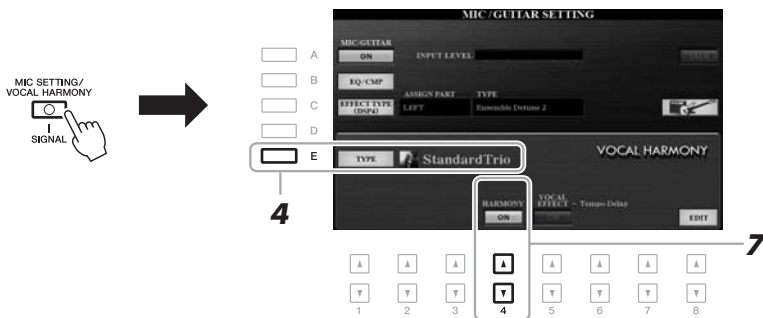 MIC/GUITAR SETTING
MIC/GUITAR
ON
INPUT LEVEL
A
B
EQ/CMP
ASSIGN PART
TYPE
C
EFFECT TYPE
(DSP4)
LEFT
Ensemble Detune 2
D
MIC SETTING/
VOCAL HARMONY
SIGNAL
E
TYPE
StandardTrio
VOCAL HARMONY
4
HARMONY
ON
VOCAL
EFFECT – Tempo Delay
EDIT
7
1 2 3 4 5 6 7 8